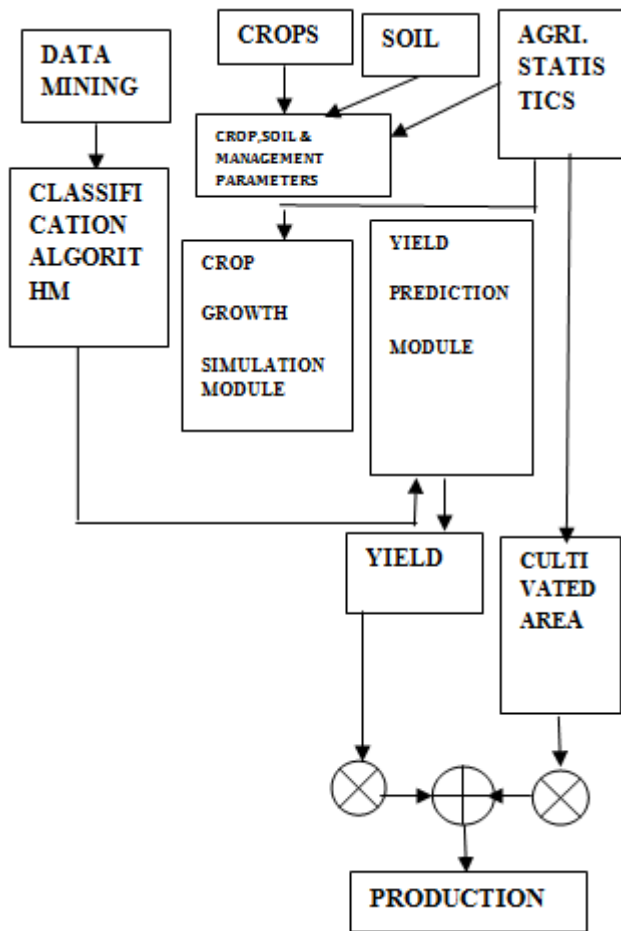 DATA
MINING
CROPS
SOIL
AGRI.
STATIS
TICS
CROP,SOIL &
MANAGEMENT
PARAMETERS
CLASSIFI
CATION
ALGORIT
HM
CROP
GROWTH
SIMULATION
MODULE
YIELD
PREDICTION
MODULE
YIELD
CULTI
VATED
AREA
PRODUCTION